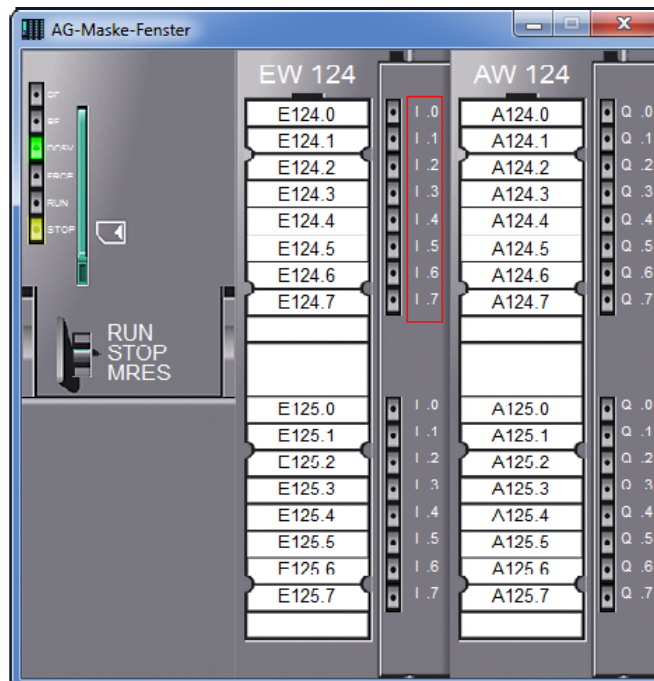 AG-Maske-Fenster
EW 124
AW 124
SF
BF
DC5V
FRCE
RUN
STOP
RUN
STOP
MRES
E124.0 I .0 A124.0 Q .0
E124.1 I .1 A124.1 Q .1
E124.2 I .2 A124.2 Q .2
E124.3 I .3 A124.3 Q .3
E124.4 I .4 A124.4 Q .4
E124.5 I .5 A124.5 Q .5
E124.6 I .6 A124.6 Q .6
E124.7 I .7 A124.7 Q .7
E125.0 I .0 A125.0 Q .0
E125.1 I .1 A125.1 Q .1
E125.2 I .2 A125.2 Q .2
E125.3 I .3 A125.3 Q .3
E125.4 I .4 A125.4 Q .4
E125.5 I .5 A125.5 Q .5
E125.6 I .6 A125.6 Q .6
E125.7 I .7 A125.7 Q .7